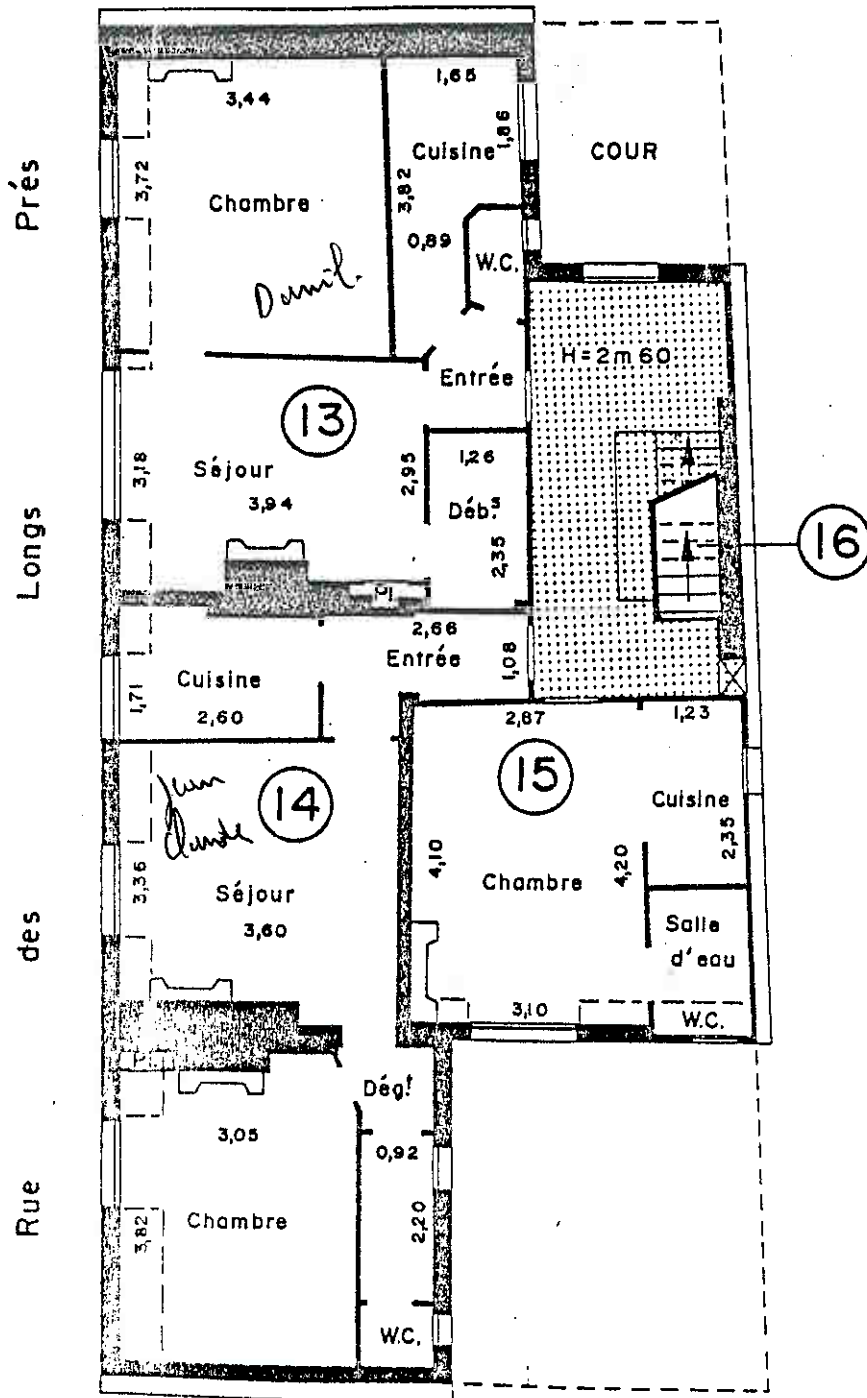 Rue des Longs Prés
3,44
1,65
Cuisine
1,86
COUR
3,72
Chambre
3,82
0,89
W.C.
H=2m60
Entrée
13
3,18
Séjour
3,94
2,95
1,26
Déb.s
2,35
16
2,66
Entrée
1,08
Cuisine
1,71
2,60
2,87
1,23
15
14
Jean
Claude
Cuisine
2,35
4,10
4,20
Chambre
3,36
Séjour
3,60
Salle
d'eau
3,10
W.C.
Dég.t
3,05
0,92
3,82
Chambre
2,20
W.C.